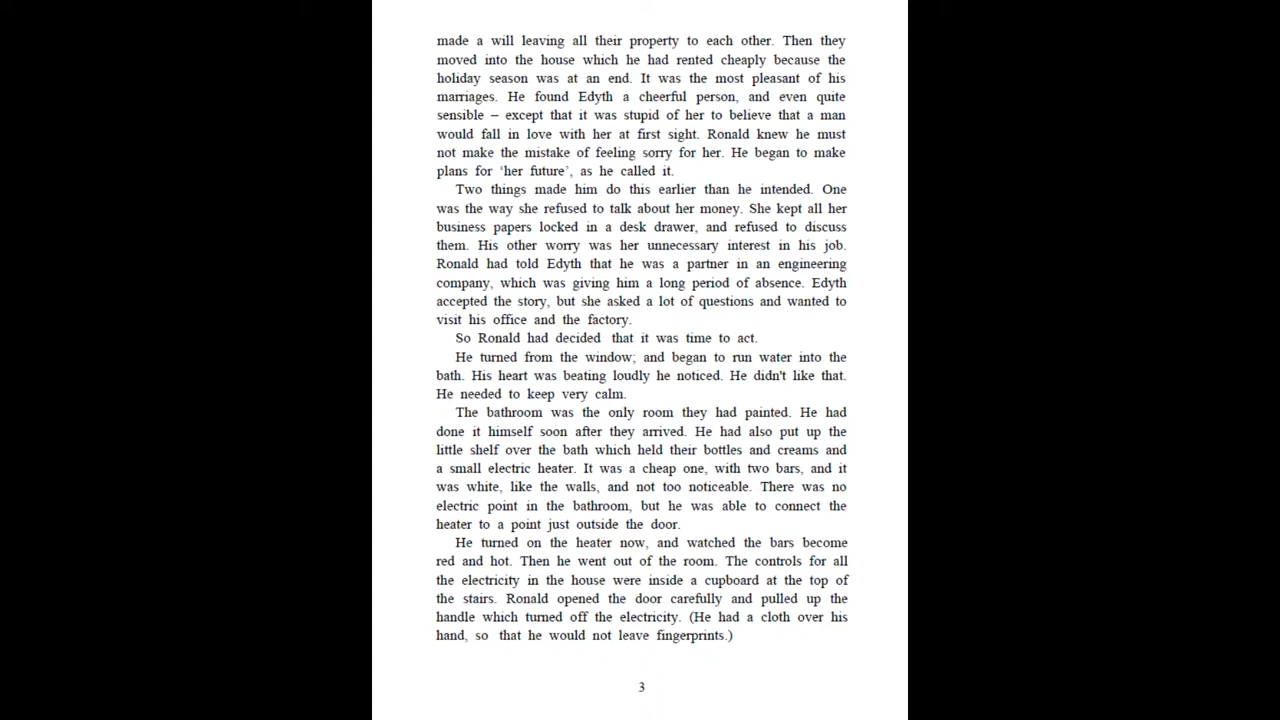 made a will leaving all their property to each other. Then they
moved into the house which he had rented cheaply because the
holiday season was at an end. It was the most pleasant of his
marriages. He found Edyth a cheerful person, and even quite
sensible – except that it was stupid of her to believe that a man
would fall in love with her at first sight. Ronald knew he must
not make the mistake of feeling sorry for her. He began to make
plans for ‘her future’, as he called it.
Two things made him do this earlier than he intended. One
was the way she refused to talk about her money. She kept all her
business papers locked in a desk drawer, and refused to discuss
them. His other worry was her unnecessary interest in his job.
Ronald had told Edyth that he was a partner in an engineering
company, which was giving him a long period of absence. Edyth
accepted the story, but she asked a lot of questions and wanted to
visit his office and the factory.
So Ronald had decided that it was time to act.
He turned from the window; and began to run water into the
bath. His heart was beating loudly he noticed. He didn't like that.
He needed to keep very calm.
The bathroom was the only room they had painted. He had
done it himself soon after they arrived. He had also put up the
little shelf over the bath which held their bottles and creams and
a small electric heater. It was a cheap one, with two bars, and it
was white, like the walls, and not too noticeable. There was no
electric point in the bathroom, but he was able to connect the
heater to a point just outside the door.
He turned on the heater now, and watched the bars become
red and hot. Then he went out of the room. The controls for all
the electricity in the house were inside a cupboard at the top of
the stairs. Ronald opened the door carefully and pulled up the
handle which turned off the electricity. (He had a cloth over his
hand, so that he would not leave fingerprints.)
3